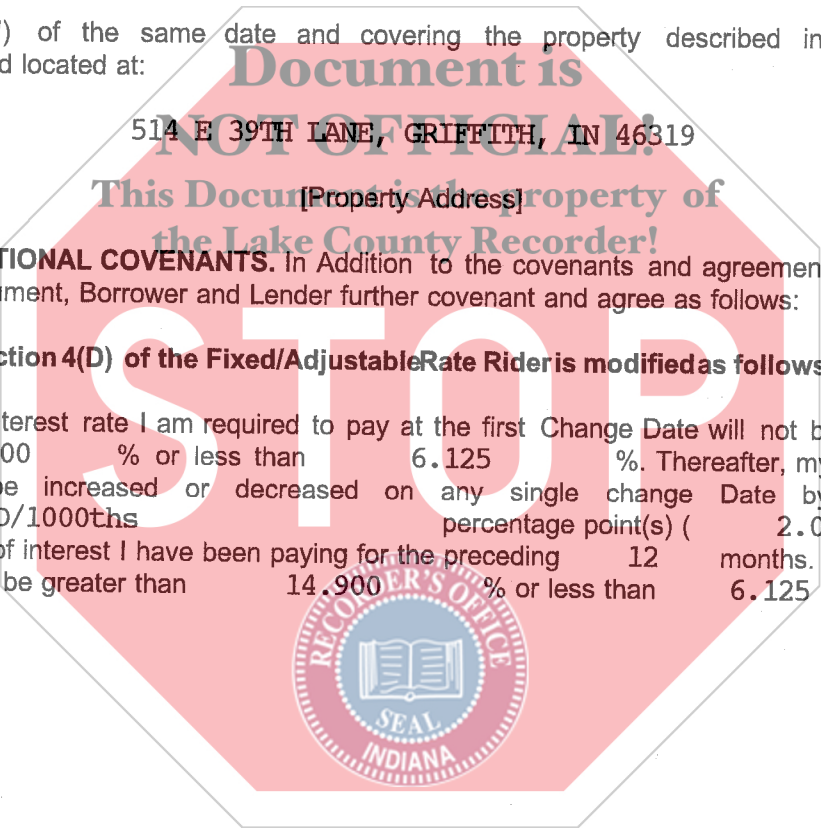 ) of the same date and covering the property described in
d located at:
Document is
514 E 39TH LANE, GRIFFITH, IN 46319
NOT OFFICIAL!
[Property Address]
This Document is the property of
the Lake County Recorder!
TIONAL COVENANTS. In Addition to the covenants and agreemen
ument, Borrower and Lender further covenant and agree as follows:
ction 4(D) of the Fixed/AdjustableRate Rider is modified as follows
STOP
terest rate I am required to pay at the first Change Date will not b
00 % or less than 6.125 %. Thereafter, my
be increased or decreased on any single change Date by
0/1000ths percentage point(s) ( 2.0
of interest I have been paying for the preceding 12 months.
be greater than 14.900 % or less than 6.125
RECORDER'S OFFICE
SEAL
INDIANA